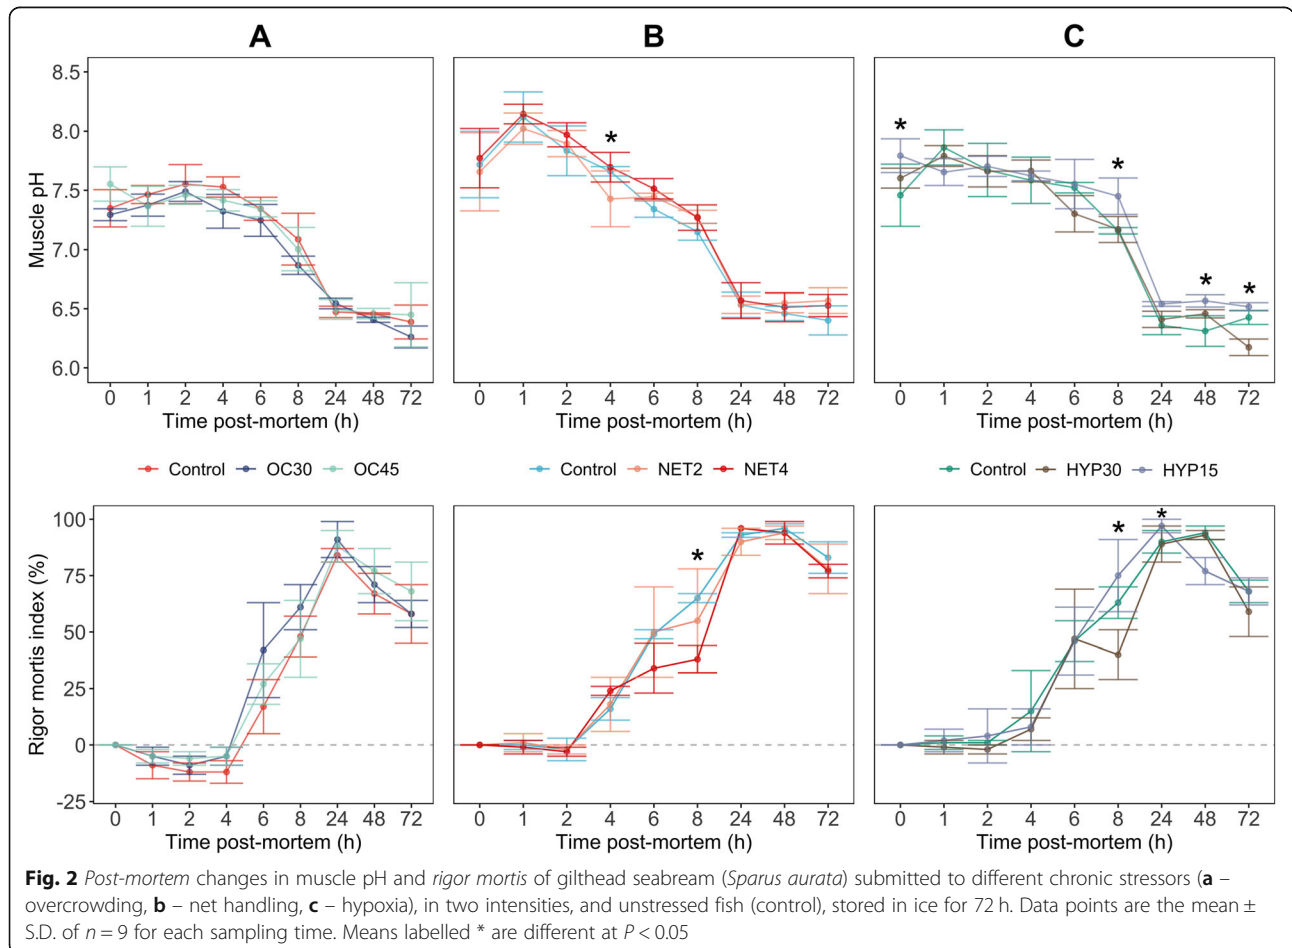 A B C
8.5
8.0
7.5
7.0
6.5
6.0
Muscle pH
* * * * *
0 1 2 4 6 8 24 48 72
0 1 2 4 6 8 24 48 72
0 1 2 4 6 8 24 48 72
Time post-mortem (h) Time post-mortem (h) Time post-mortem (h)
Control OC30 OC45
Control NET2 NET4
Control HYP30 HYP15
100
75
50
25
0
-25
Rigor mortis index (%)
* * *
0 1 2 4 6 8 24 48 72
0 1 2 4 6 8 24 48 72
0 1 2 4 6 8 24 48 72
Time post-mortem (h) Time post-mortem (h) Time post-mortem (h)
Fig. 2 Post-mortem changes in muscle pH and rigor mortis of gilthead seabream (Sparus aurata) submitted to different chronic stressors (a –
overcrowding, b – net handling, c – hypoxia), in two intensities, and unstressed fish (control), stored in ice for 72 h. Data points are the mean ±
S.D. of n = 9 for each sampling time. Means labelled * are different at P < 0.05